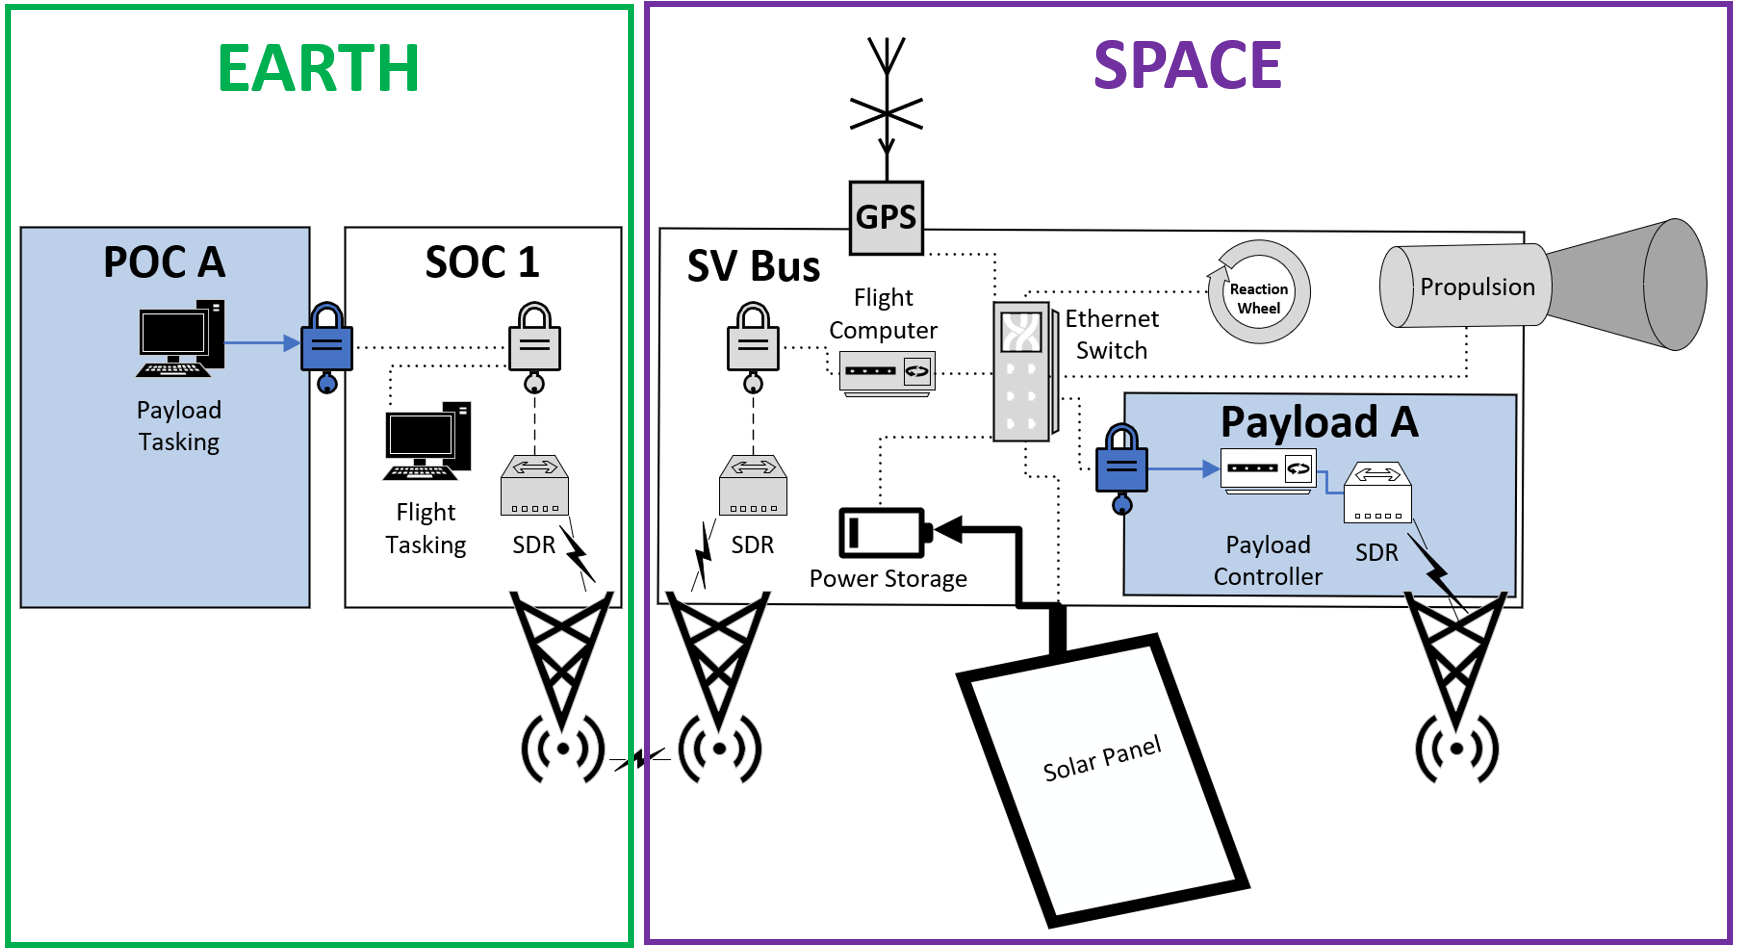 EARTH
SPACE
POC A
Payload
Tasking
SOC 1
Flight
Tasking
SDR
GPS
SV Bus
Flight
Computer
Ethernet
Switch
Reaction
Wheel
Propulsion
SDR
Power Storage
Payload A
Payload
Controller
SDR
Solar Panel